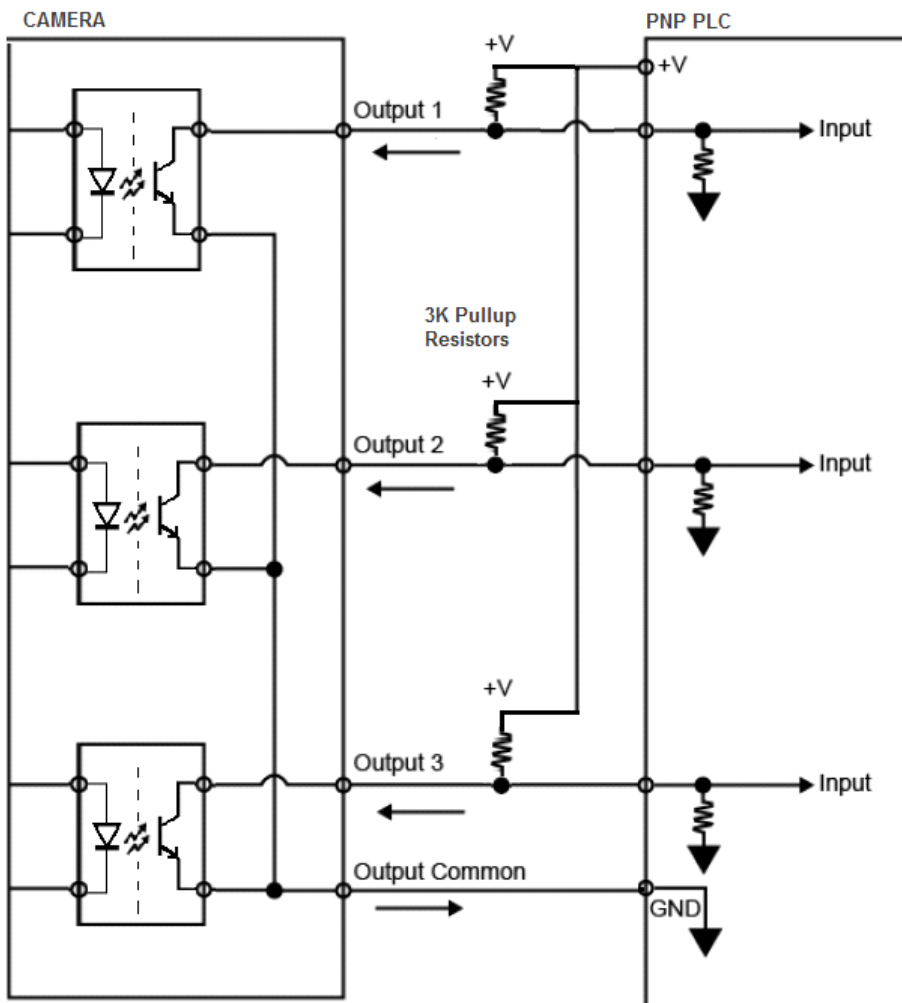 CAMERA
PNP PLC
+V
+V
Output 1
Input
3K Pullup
Resistors
+V
Output 2
Input
+V
Output 3
Input
Output Common
GND